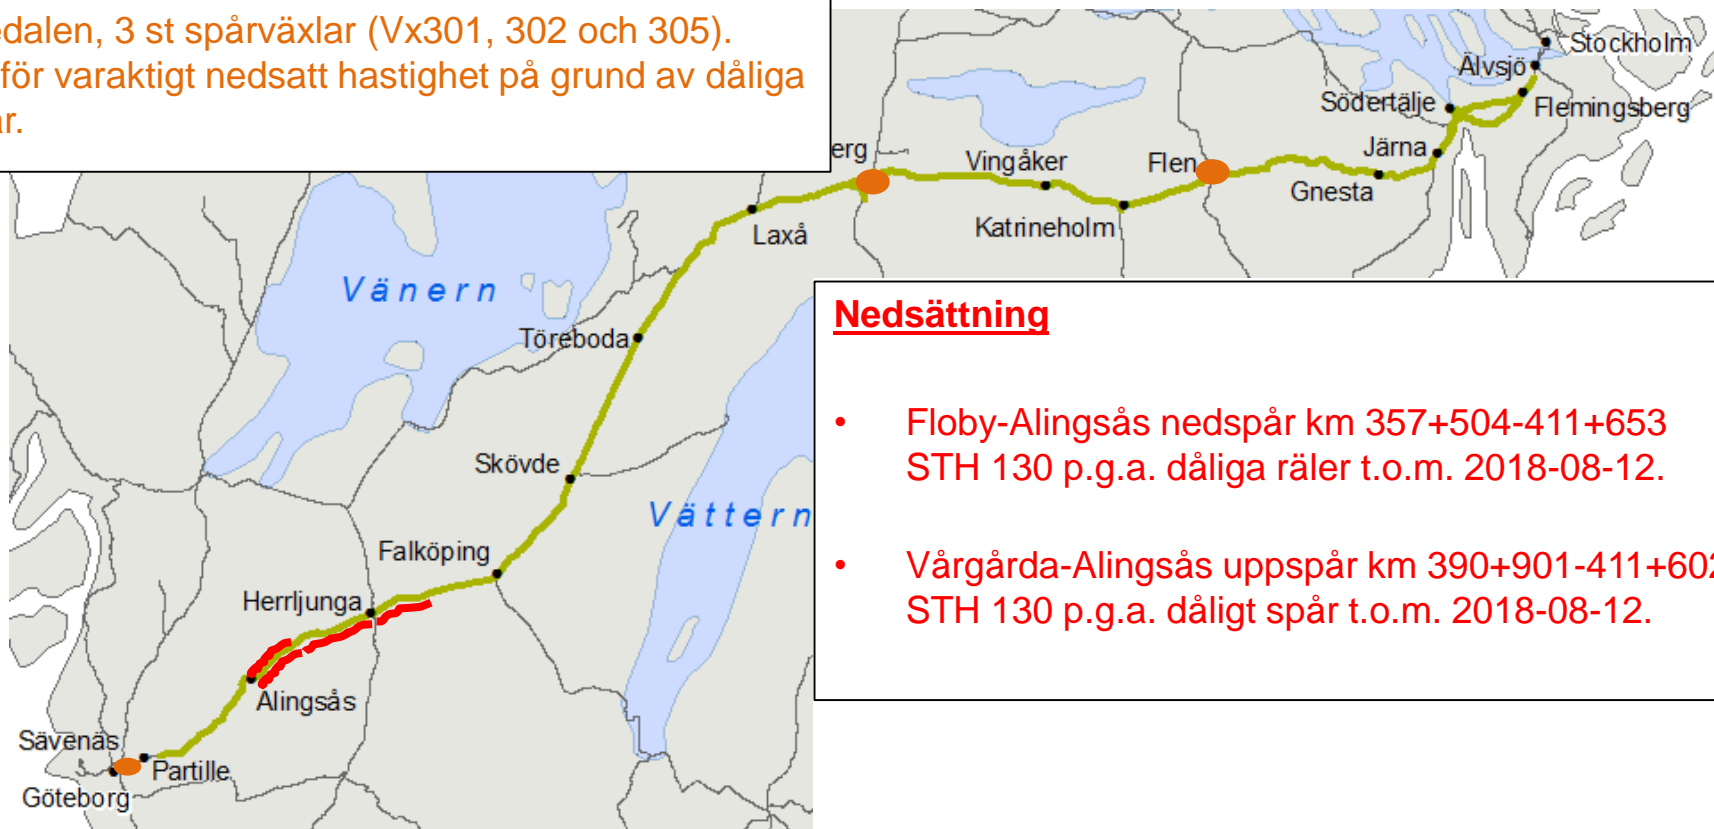 edalen, 3 st spårväxlar (Vx301, 302 och 305).
för varaktigt nedsatt hastighet på grund av dåliga
ar.
Stockholm
Älvsjö
Södertälje
Flemingsberg
erg
Vingåker
Flen
Järna
Gnesta
Katrineholm
Laxå
Vänern
Töreboda
Skövde
Vättern
Falköping
Herrljunga
Alingsås
Sävenäs
Partille
Göteborg
Nedsättning
• Floby-Alingsås nedspår km 357+504-411+653
STH 130 p.g.a. dåliga räler t.o.m. 2018-08-12.
• Vårgårda-Alingsås uppspår km 390+901-411+602
STH 130 p.g.a. dåligt spår t.o.m. 2018-08-12.